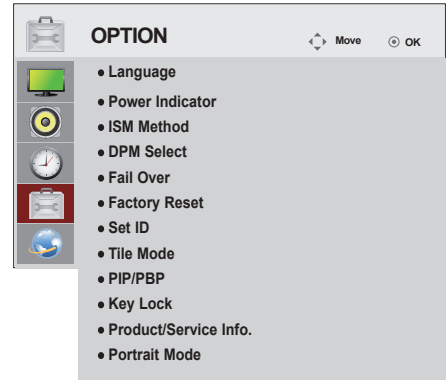 OPTION
Move
OK
• Language
• Power Indicator
• ISM Method
• DPM Select
• Fail Over
• Factory Reset
• Set ID
• Tile Mode
• PIP/PBP
• Key Lock
• Product/Service Info.
• Portrait Mode